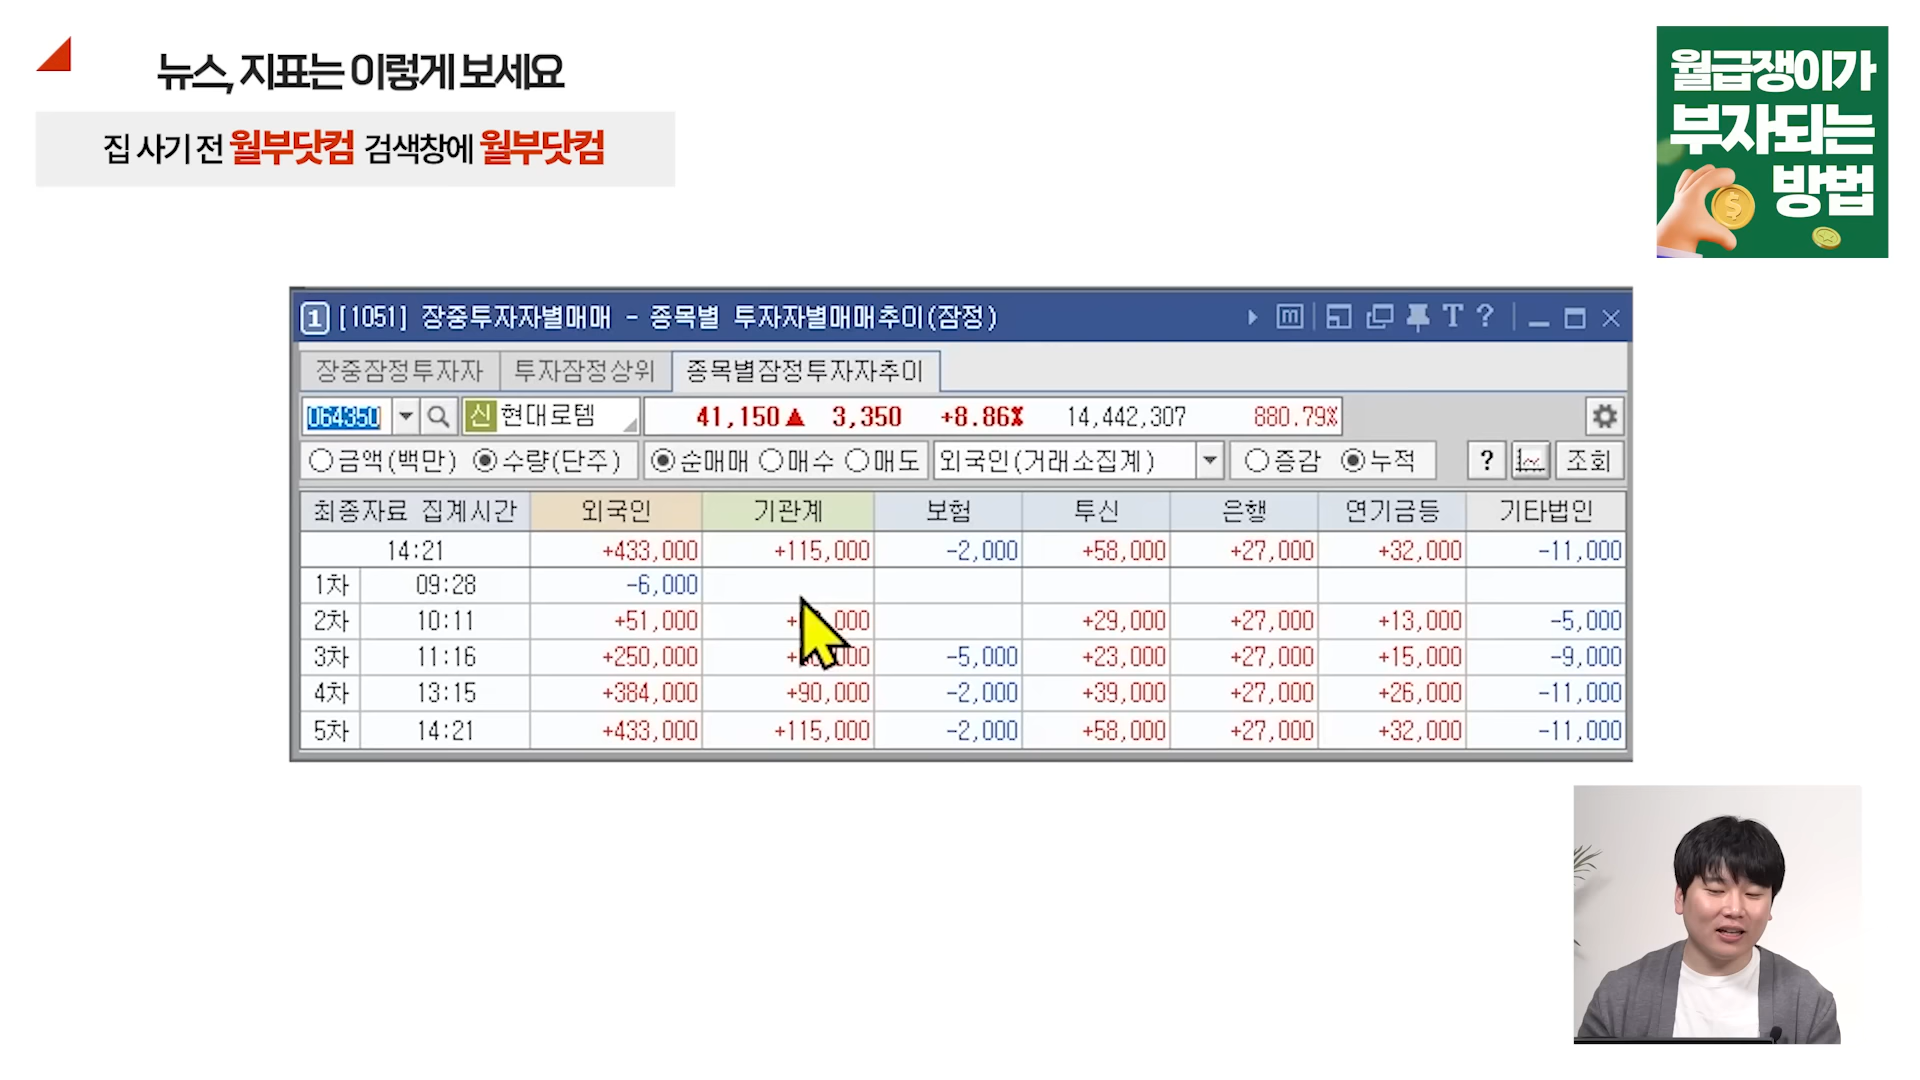 뉴스, 지표는 이렇게 보세요
집 사기 전 월부닷컴 검색창에 월부닷컴
월급쟁이가
부자되는
방법
1 [1051] 장중투자자별매매 - 종목별 투자자별매매추이(잠정)
장중잠정투자자 투자잠정상위 종목별잠정투자자추이
064350 신 현대로템 41,150▲ 3,350 +8.86% 14,442,307 880.79%
금액(백만) 수량(단주) 순매매 매수 매도 외국인(거래소집계) 증감 누적 ? 조회
최종자료 집계시간 외국인 기관계 보험 투신 은행 연기금등 기타법인
14:21 +433,000 +115,000 -2,000 +58,000 +27,000 +32,000 -11,000
1차 09:28 -6,000
2차 10:11 +51,000 +29,000 +27,000 +13,000 -5,000
3차 11:16 +250,000 -5,000 +23,000 +27,000 +15,000 -9,000
4차 13:15 +384,000 +90,000 -2,000 +39,000 +27,000 +26,000 -11,000
5차 14:21 +433,000 +115,000 -2,000 +58,000 +27,000 +32,000 -11,000